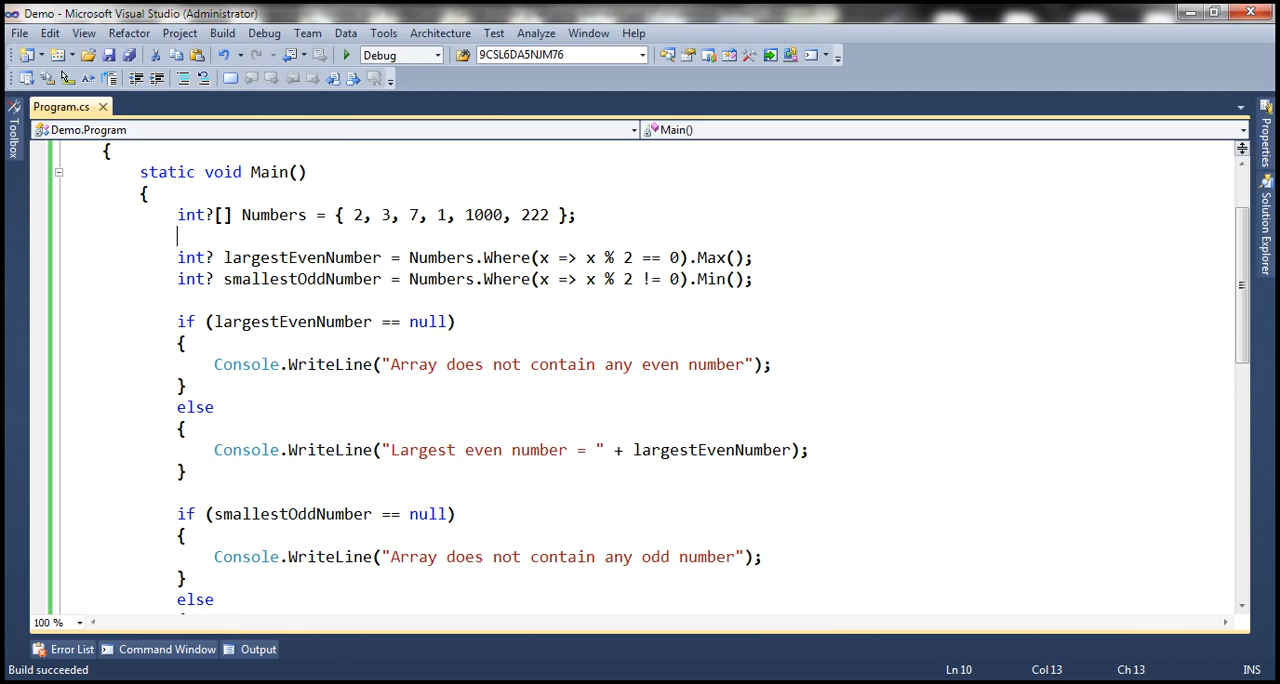 Demo - Microsoft Visual Studio (Administrator)
File Edit View Refactor Project Build Debug Team Data Tools Architecture Test Analyze Window Help
Debug 9CSL6DA5NJM76
Program.cs
Demo.Program Main()
Toolbox
{
static void Main()
{
int?[] Numbers = { 2, 3, 7, 1, 1000, 222 };
int? largestEvenNumber = Numbers.Where(x => x % 2 == 0).Max();
int? smallestOddNumber = Numbers.Where(x => x % 2 != 0).Min();
if (largestEvenNumber == null)
{
Console.WriteLine("Array does not contain any even number");
}
else
{
Console.WriteLine("Largest even number = " + largestEvenNumber);
}
if (smallestOddNumber == null)
{
Console.WriteLine("Array does not contain any odd number");
}
else
Properties
Solution Explorer
100 %
Error List Command Window Output
Build succeeded Ln 10 Col 13 Ch 13 INS